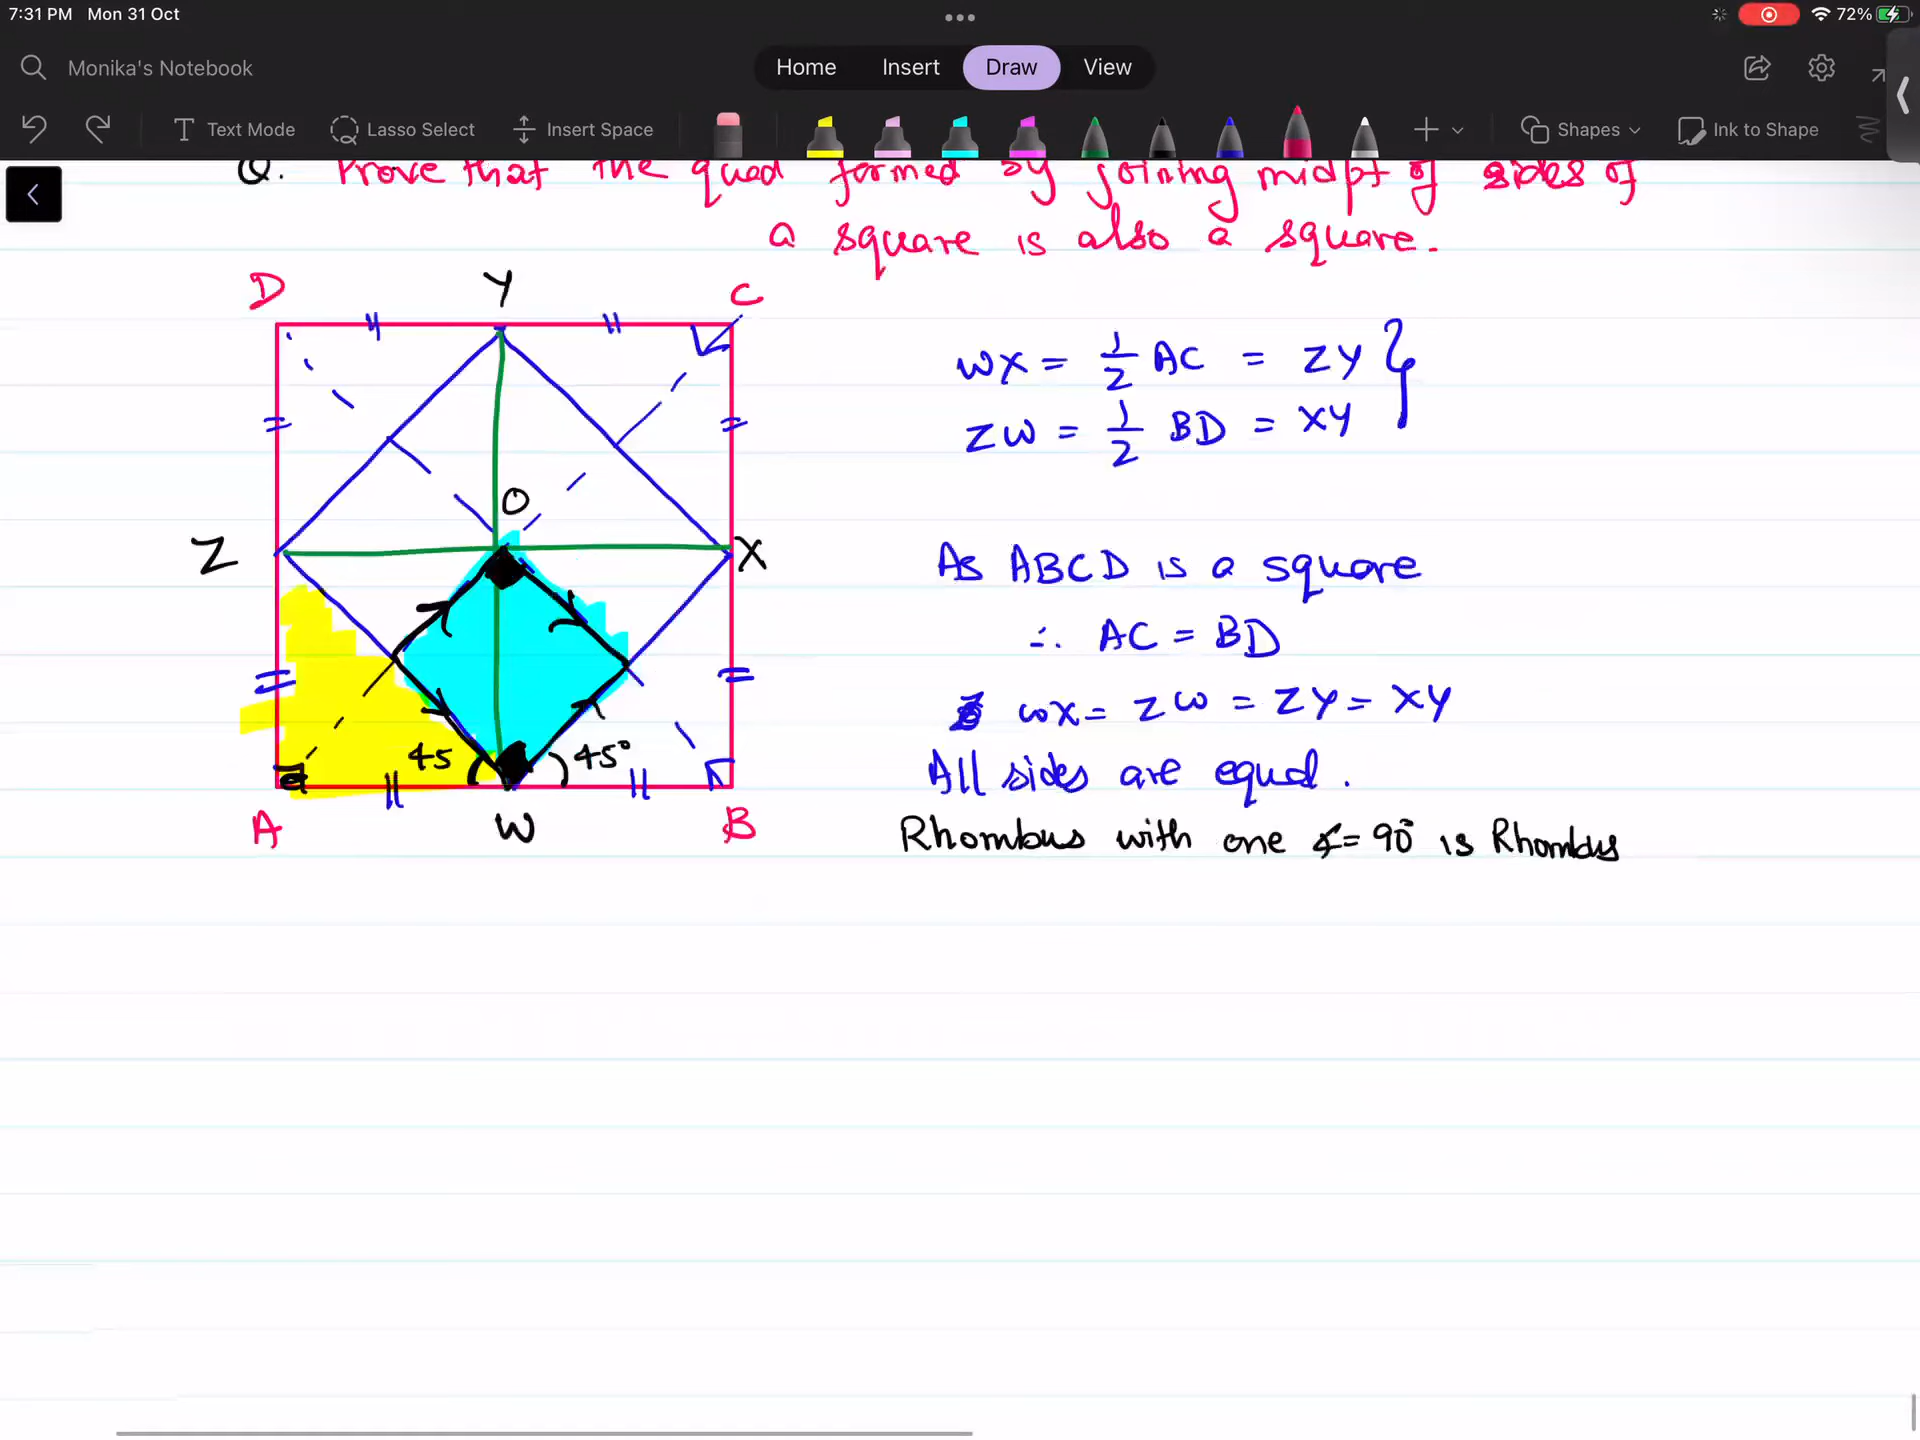 7:31 PM Mon 31 Oct
72%
Monika's Notebook
Home Insert Draw View
Text Mode Lasso Select Insert Space Shapes Ink to Shape
Q. Prove that the quad formed by joining midpt of sides of
a square is also a square.
D Y C
WX = 1/2 AC = ZY }
ZW = 1/2 BD = XY
O
Z X
As ABCD is a square
∴ AC = BD
WX = ZW = ZY = XY
45 45°
All sides are equal.
A W B
Rhombus with one ∡= 90° is Rhombus